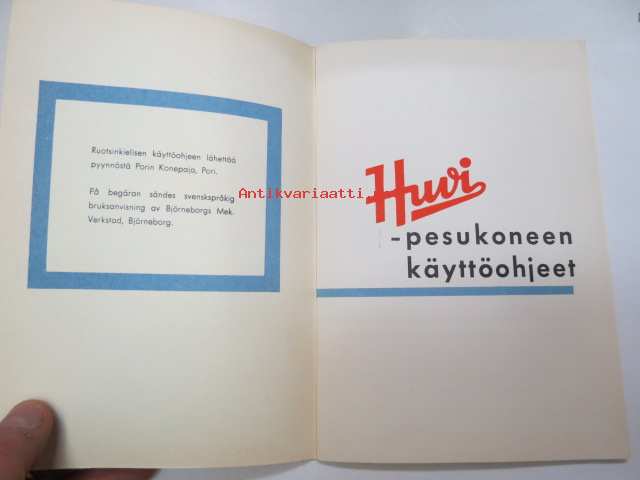 Ruotsinkielisen käyttöohjeen lähettää
pyynnöstä Porin Konepaja, Pori.
På begäran sändes svenskspråkig
bruksanvisning av Björneborgs Mek.
Verkstad, Björneborg.
Antikvariaatti.
Huvi
-pesukoneen
käyttöohjeet